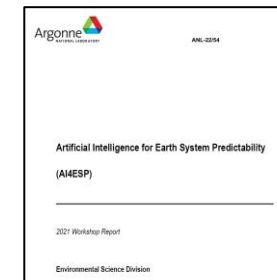 Argonne
NATIONAL LABORATORY
ANL-22/54
Artificial Intelligence for Earth System Predictability
(AI4ESP)
2021 Workshop Report
Environmental Science Division